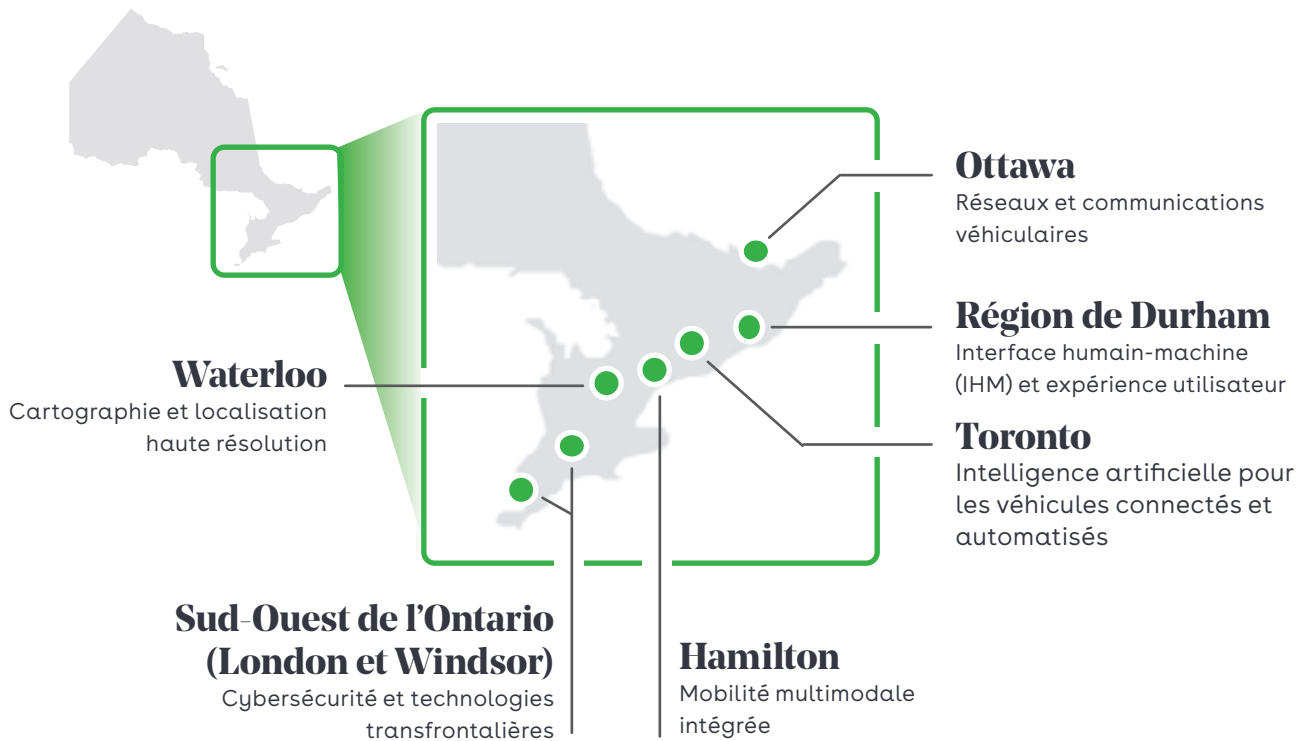 Ottawa
Réseaux et communications
véhiculaires
Région de Durham
Interface humain-machine
(IHM) et expérience utilisateur
Waterloo
Cartographie et localisation
haute résolution
Toronto
Intelligence artificielle pour
les véhicules connectés et
automatisés
Sud-Ouest de l’Ontario
(London et Windsor)
Cybersécurité et technologies
transfrontalières
Hamilton
Mobilité multimodale
intégrée